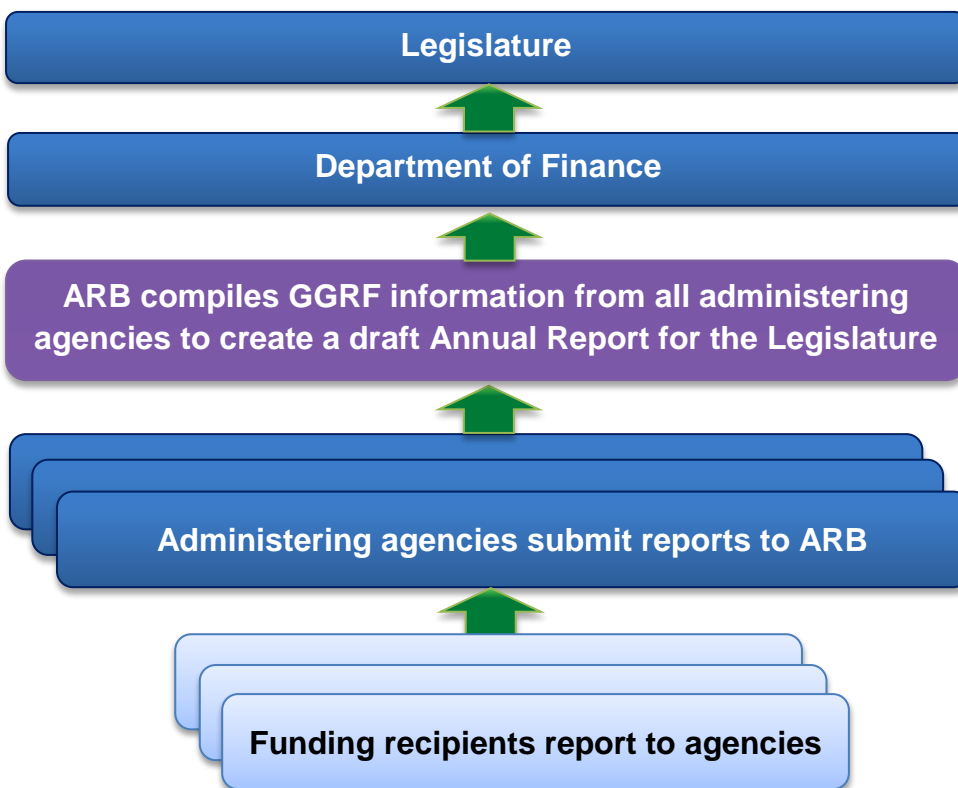 Legislature
Department of Finance
ARB compiles GGRF information from all administering
agencies to create a draft Annual Report for the Legislature
Administering agencies submit reports to ARB
Funding recipients report to agencies